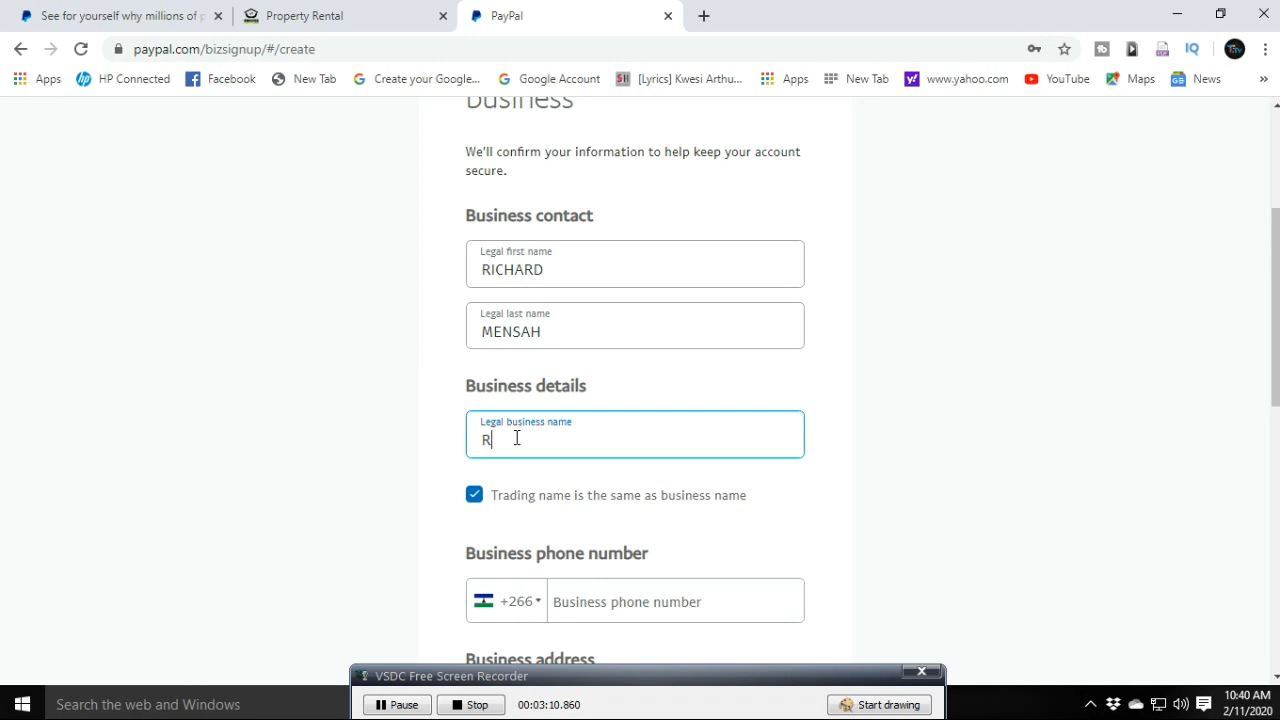 See for yourself why millions of p
Property Rental
PayPal
paypal.com/bizsignup/#/create
Apps
HP Connected
Facebook
New Tab
Create your Google...
Google Account
[Lyrics] Kwesi Arthu...
Apps
New Tab
www.yahoo.com
YouTube
Maps
News
Business
We'll confirm your information to help keep your account
secure.
Business contact
Legal first name
RICHARD
Legal last name
MENSAH
Business details
Legal business name
R
Trading name is the same as business name
Business phone number
+266
Business phone number
Business address
VSDC Free Screen Recorder
Pause
Stop
00:03:10.860
Start drawing
Search the web and Windows
10:40 AM
2/11/2020